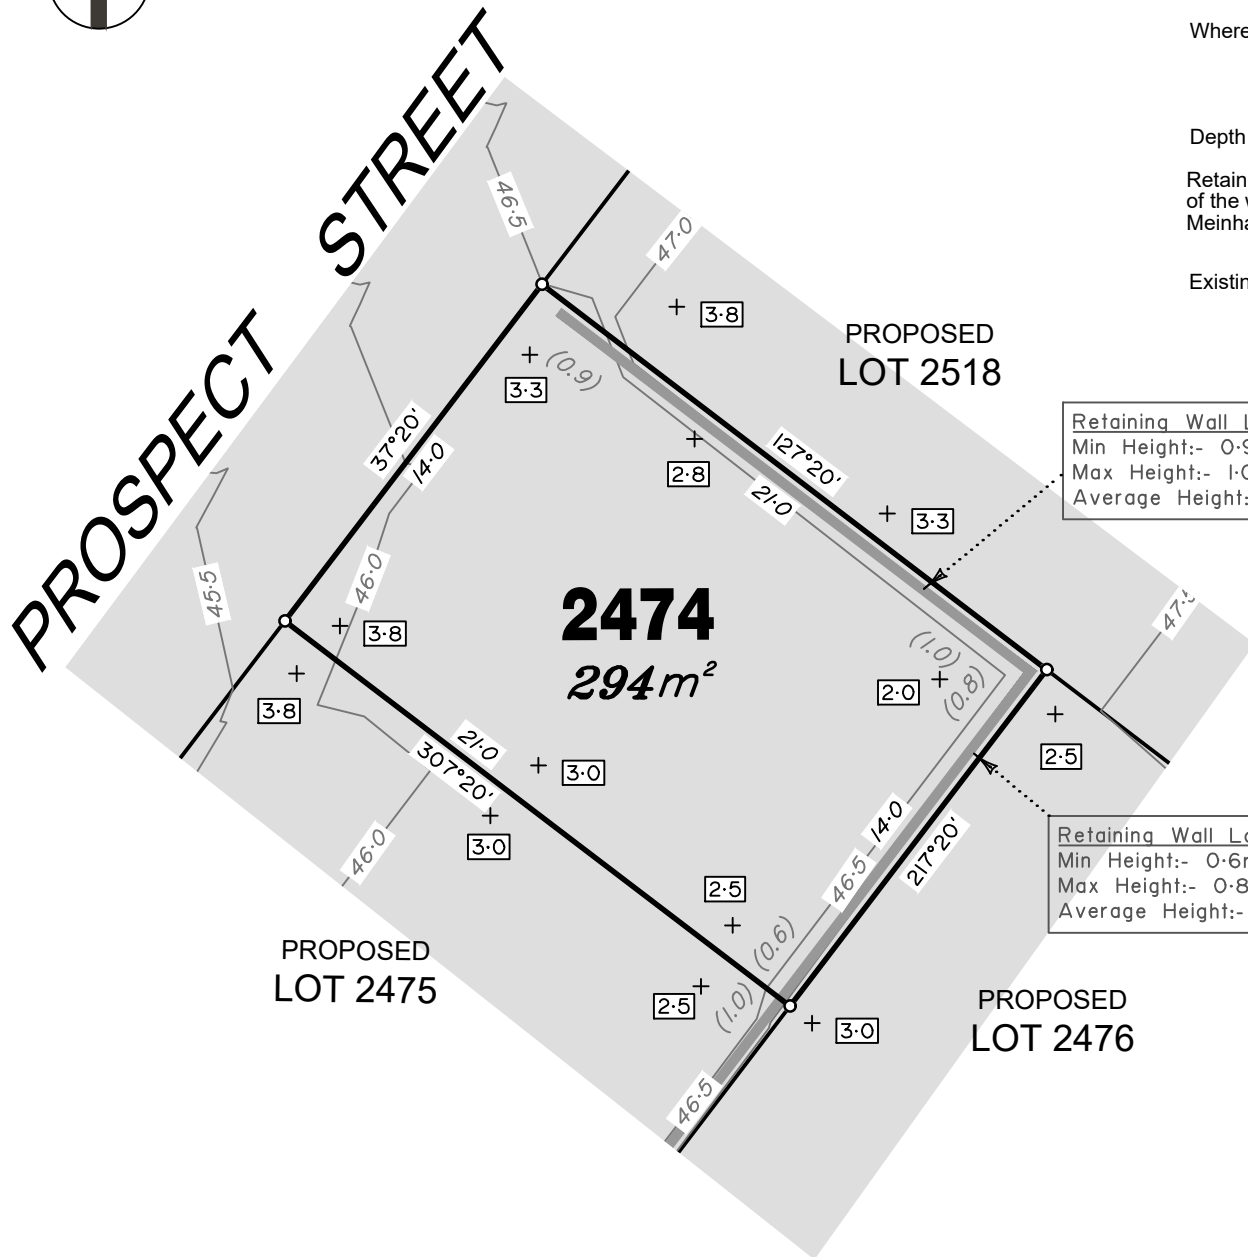 Where
Depth
Retain
of the
Meinha
Existin
PROSPECT STREET
46·5
47·0
3·8
PROPOSED
LOT 2518
(0.9)
3·3
37°20'
14·0
2·8
127°20'
21·0
3·3
Retaining Wall L
Min Height:- 0·9
Max Height:- 1·0
Average Height:
45·5
46·0
3·8
2474
294m²
47·5
(1.0)
(0.8)
2·0
3·8
2·5
21·0
307°20'
3·0
3·0
46·0
14·0
217°20'
46·5
Retaining Wall Lo
Min Height:- 0·6m
Max Height:- 0·8
Average Height:-
2·5
(0.6)
PROPOSED
LOT 2475
2·5
(1.0)
3·0
PROPOSED
LOT 2476
46·5